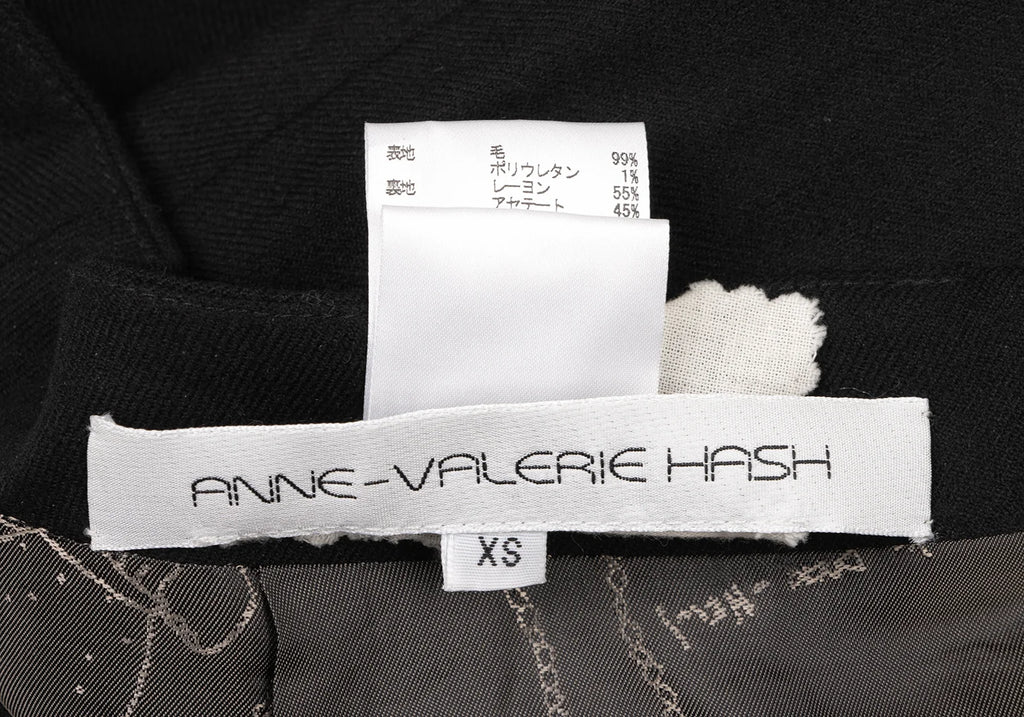 表地 毛 99%
ポリウレタン 1%
裏地 レーヨン 55%
アセテート 45%
ANNE-VALERIE HASH
XS